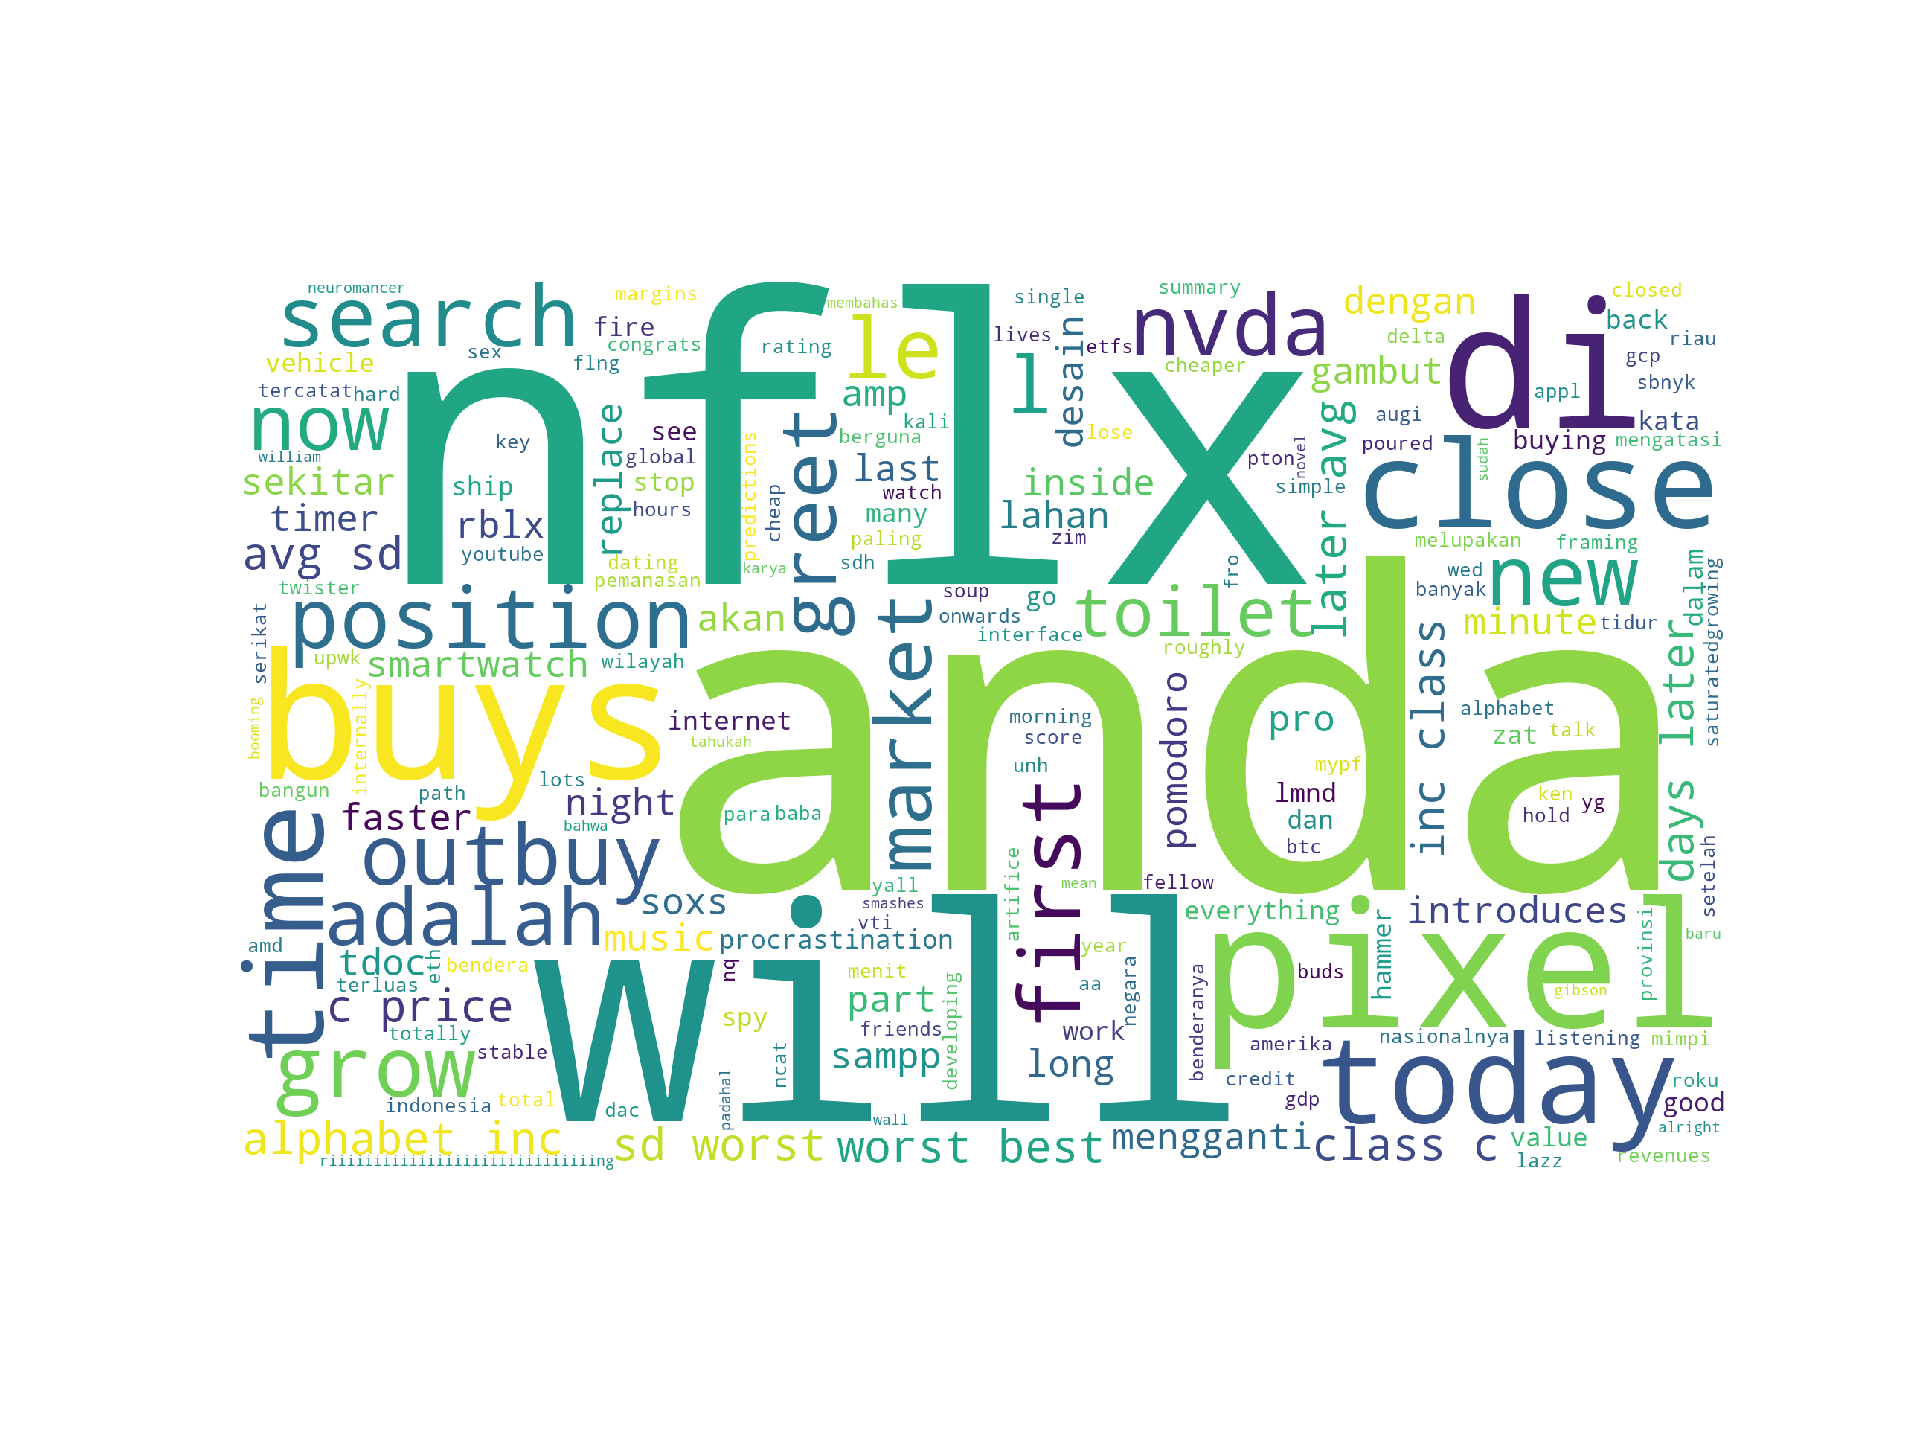 neuromancer
search
margins
fire
congrats
flng
sex
vehicle
tercatat
hard
now
william
key
nflx
rating
membahas
le
amp
kali
berguna
single
lives
l
desain
etfs
lose
summary
nvda
cheaper
dengan
delta
gambut
appl
di
closed
back
riau
gcp
sbnyk
kata
mengatasi
augi
poured
buying
close
sudah
sekitar
timer
avg sd
ship
rblx
youtube
replace
see
global
stop
hours
predictions
cheap
karya
greet
last
watch
many
paling
sdh
inside
lahan
zim
pton
novel
simple
later avg
fro
dating
pemanasan
twister
position
serikat
upwk
smartwatch
wilayah
akan
market
soup
onwards
go
interface
toilet
roughly
melupakan
framing
wed
banyak
new
minute
tidur
dalam
saturatedgrowing
buys
booming
internally
internet
tahukah
bangun
path
lots
night
bahwa
faster
anda
para
baba
morning
score
unh
first
pomodoro
pro
mypf
lmnd
dan
btc
inc class
alphabet
zat
talk
ken
yg
hold
days later
setelah
time
outbuy
adalah
soxs
music
procrastination
yall
smashes
vti
artifice
mean
fellow
everything
introduces
hammer
provinsi
baru
amd
tdoc
eth
bendera
terluas
c price
totally
stable
grow
indonesia
total
will
nq
spy
ncat
padahal
dac
wall
menit
part
friends
sampp
developing
year
aa
negara
work
long
benderanya
buds
pixel
gibson
amerika
credit
gdp
nasionalnya
listening
mimpi
today
roku
good
alright
alphabet inc
riiiiiiiiiiiiiiiiiiiiiiiiiiiiing
sd worst
worst best
mengganti
class c
value
lazz
revenues